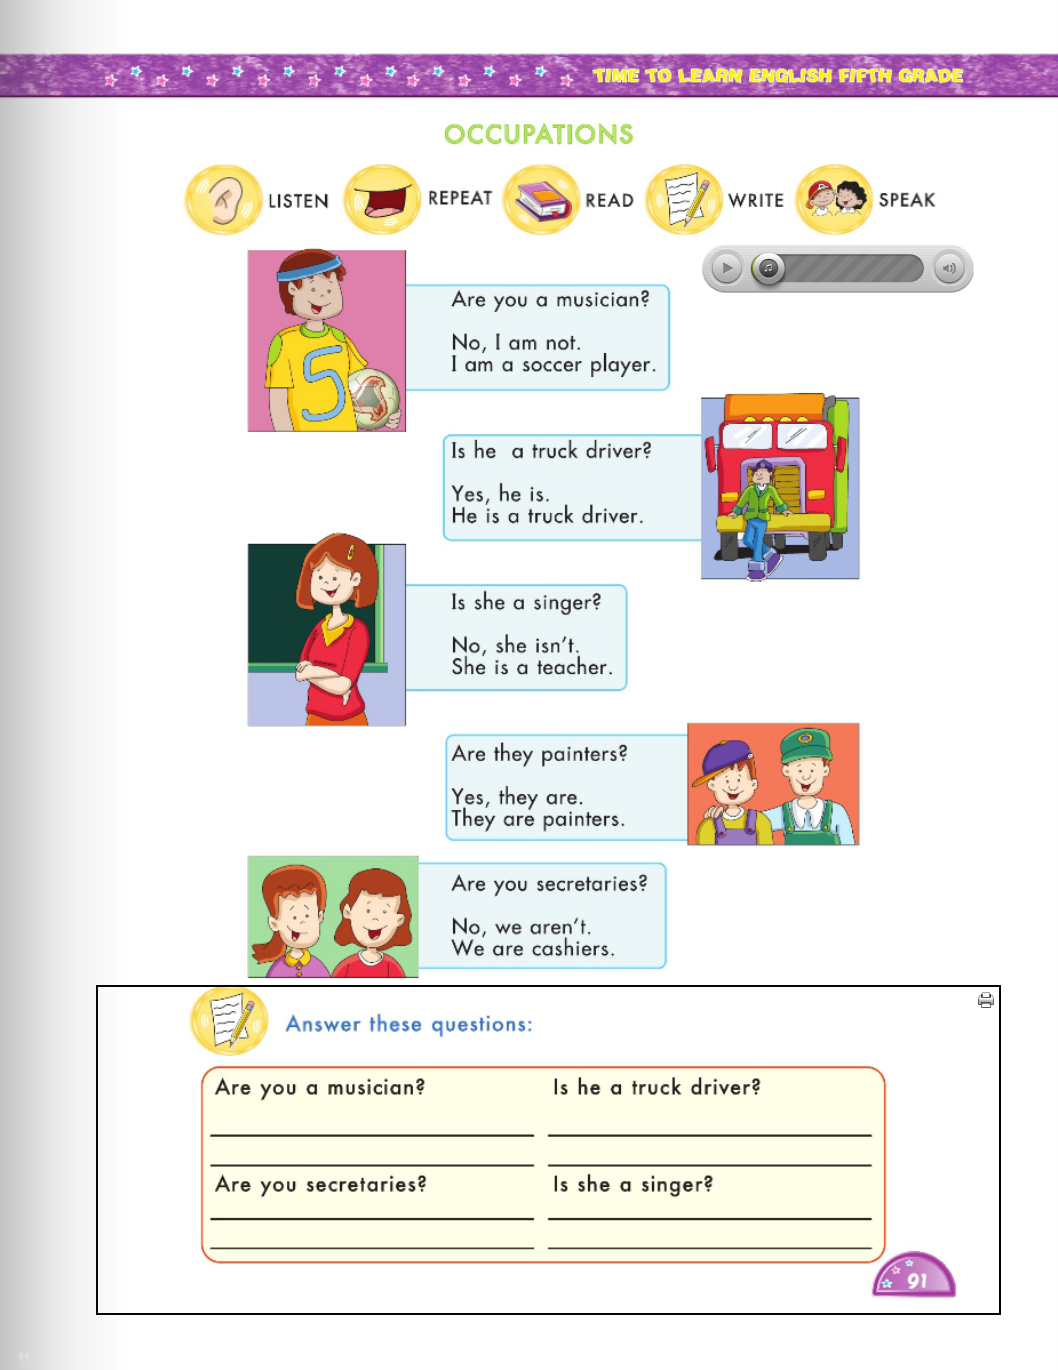 TIME TO LEARN ENGLISH FIFTH GRADE
OCCUPATIONS
LISTEN
REPEAT
READ
WRITE
SPEAK
Are you a musician?
No, I am not.
I am a soccer player.
Is he a truck driver?
Yes, he is.
He is a truck driver.
Is she a singer?
No, she isn't.
She is a teacher.
Are they painters?
Yes, they are.
They are painters.
Are you secretaries?
No, we aren't.
We are cashiers.
Answer these questions:
Are you a musician?
Is he a truck driver?
Are you secretaries?
Is she a singer?
91